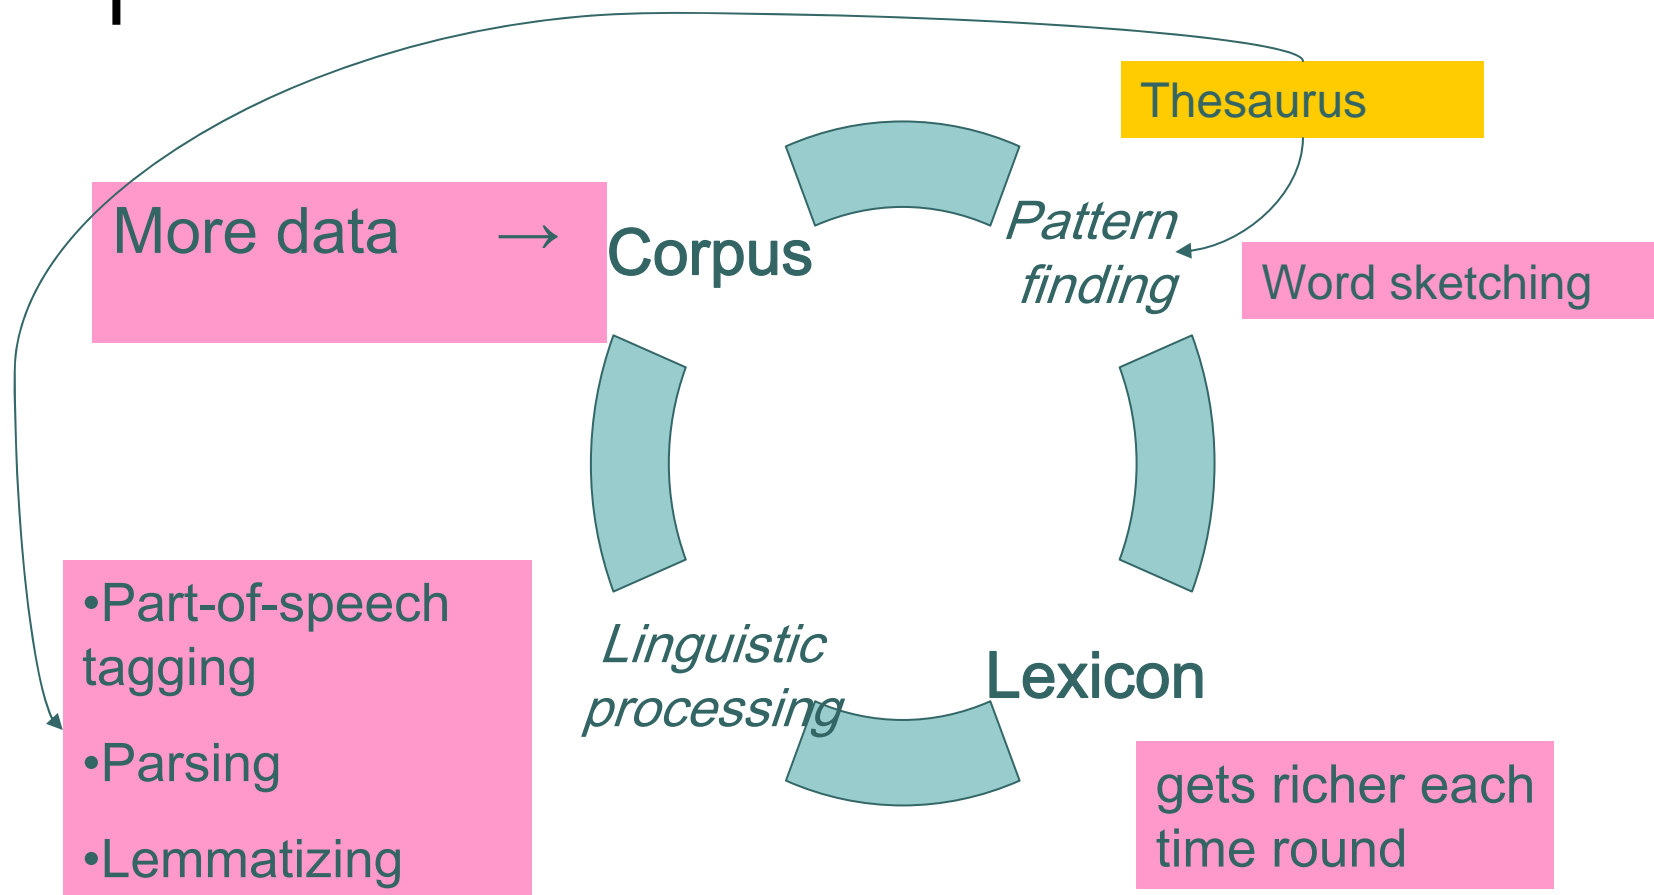 Thesaurus
More data →
Corpus
Pattern
finding
Word sketching
•Part-of-speech
tagging
•Parsing
•Lemmatizing
Linguistic
processing
Lexicon
gets richer each
time round